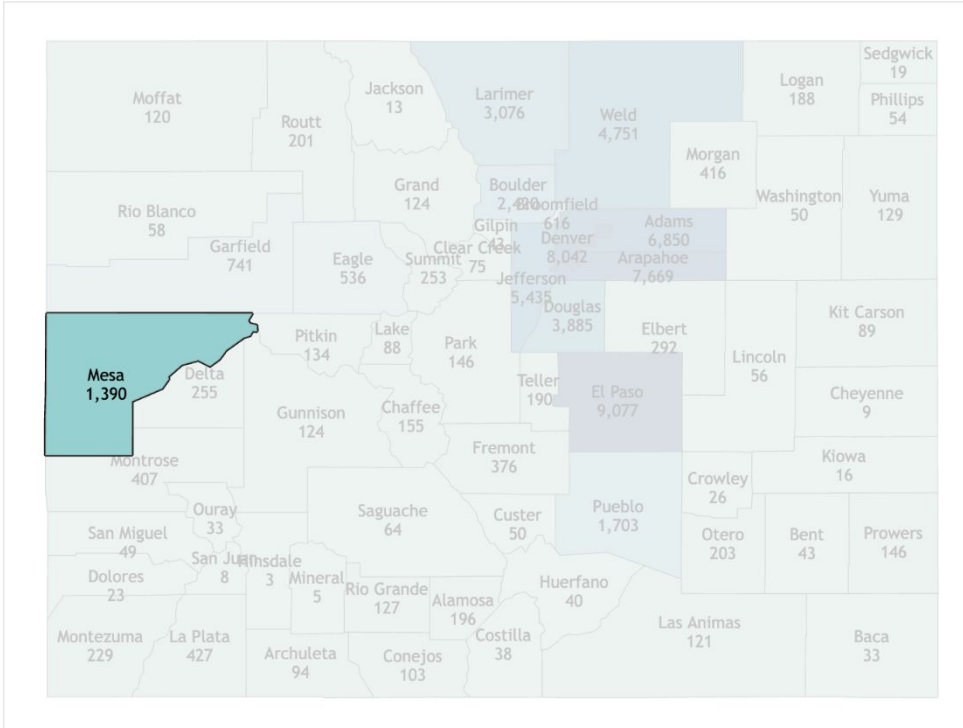 Moffat
120
Routt
201
Jackson
13
Larimer
3,076
Weld
4,751
Logan
188
Sedgwick
19
Phillips
54
Morgan
416
Grand
124
Boulder
2,420
Broomfield
616
Washington
50
Yuma
129
Rio Blanco
58
Garfield
741
Eagle
536
Summit
253
Gilpin
43
Clear Creek
75
Denver
8,042
Adams
6,850
Arapahoe
7,669
Jefferson
5,435
Douglas
3,885
Elbert
292
Kit Carson
89
Lincoln
56
Mesa
1,390
Delta
255
Pitkin
134
Lake
88
Park
146
Teller
190
El Paso
9,077
Cheyenne
9
Gunnison
124
Chaffee
155
Fremont
376
Kiowa
16
Crowley
26
Montrose
407
Ouray
33
Saguache
64
Custer
50
Pueblo
1,703
Otero
203
Bent
43
Prowers
146
San Miguel
49
San Juan
8
Hinsdale
3
Mineral
5
Rio Grande
127
Alamosa
196
Huerfano
40
Dolores
23
Montezuma
229
La Plata
427
Archuleta
94
Conejos
103
Costilla
38
Las Animas
121
Baca
33